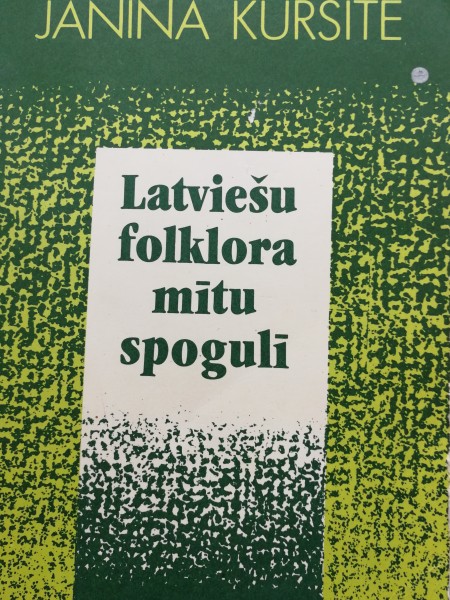 JANĪNA KURSĪTE
Latviešu
folklora
mītu
spogulī